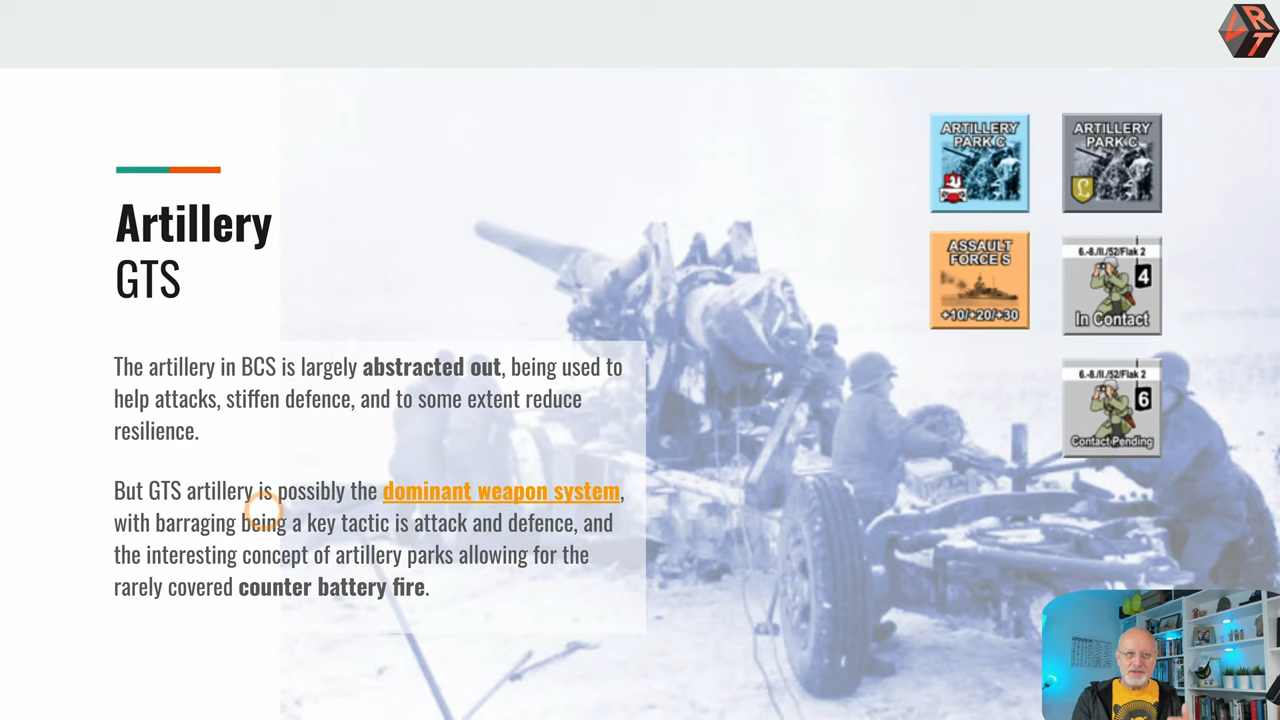 LRT
Artillery
GTS
The artillery in BCS is largely abstracted out, being used to
help attacks, stiffen defence, and to some extent reduce
resilience.
But GTS artillery is possibly the dominant weapon system,
with barraging being a key tactic is attack and defence, and
the interesting concept of artillery parks allowing for the
rarely covered counter battery fire.
ARTILLERY
PARK C
ARTILLERY
PARK C
L
ASSAULT
FORCE S
+10/+20/+30
6.-8./II./52/Flak 2
4
In Contact
6.-8./II./52/Flak 2
6
Contact Pending